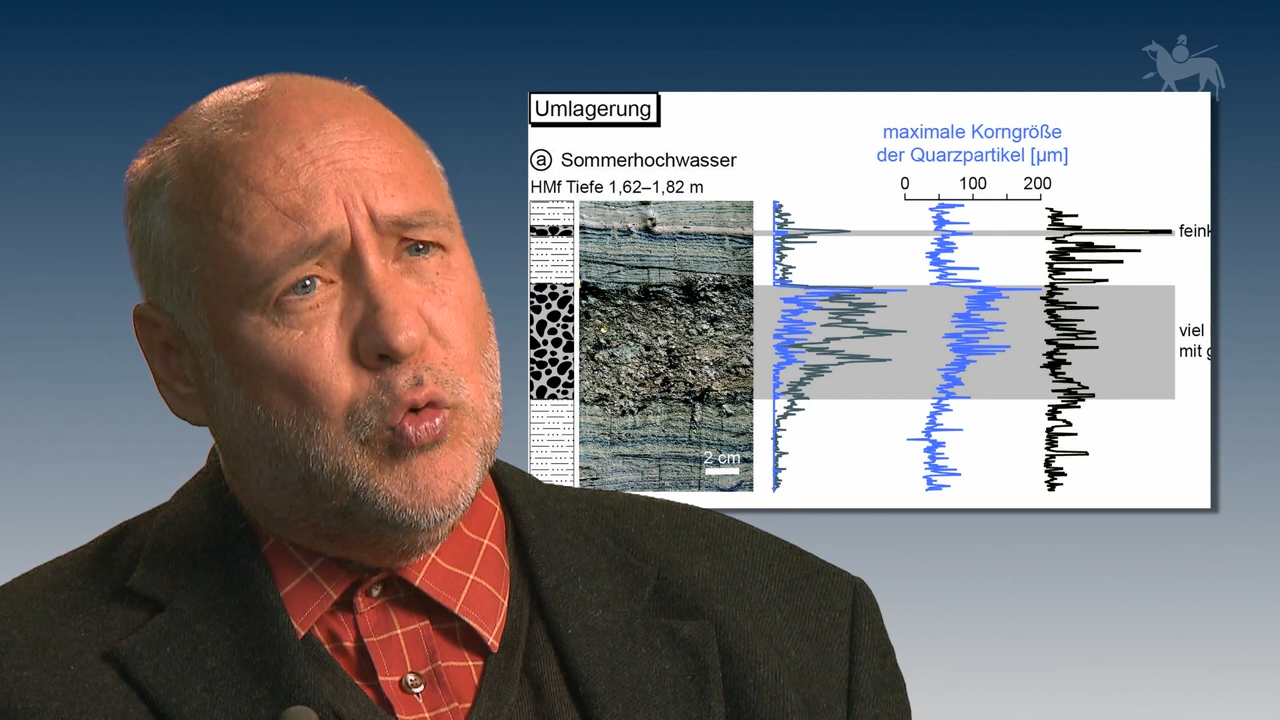 Umlagerung
ⓐ Sommerhochwasser
HMf Tiefe 1,62–1,82 m
maximale Korngröße
der Quarzpartikel [µm]
0 100 200
feink
viel
mit g
2 cm